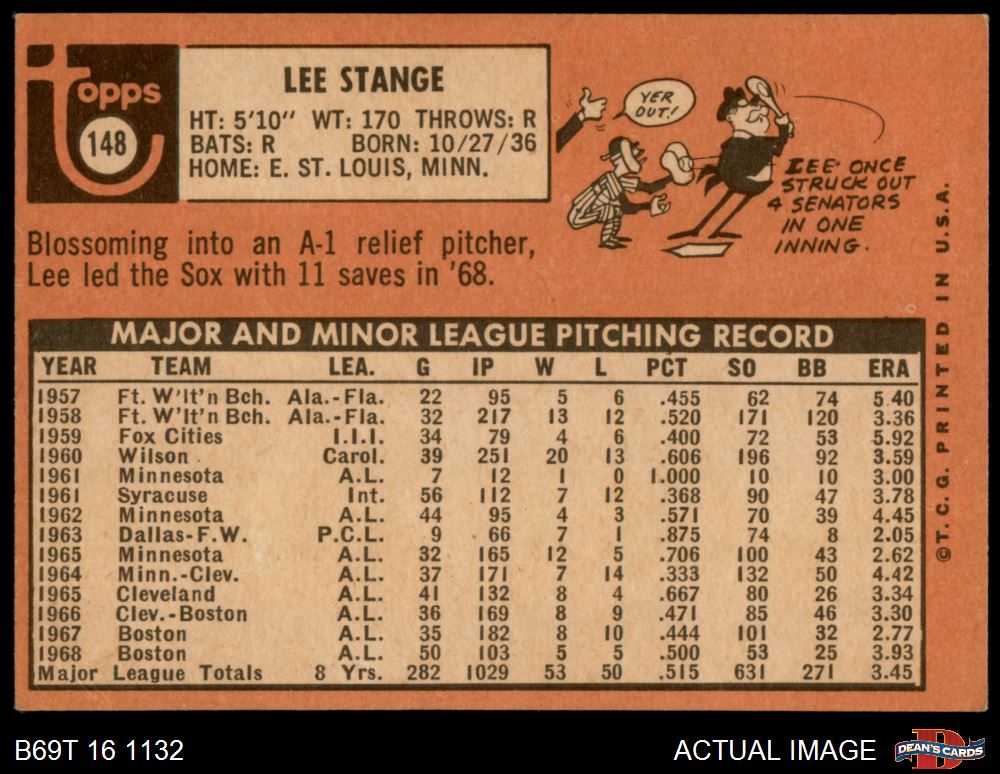 Topps
148
LEE STANGE
HT: 5'10" WT: 170 THROWS: R
BATS: R BORN: 10/27/36
HOME: E. ST. LOUIS, MINN.
YER
OUT!
LEE ONCE
STRUCK OUT
4 SENATORS
IN ONE
INNING.
Blossoming into an A-1 relief pitcher,
Lee led the Sox with 11 saves in '68.
MAJOR AND MINOR LEAGUE PITCHING RECORD
YEAR TEAM LEA. G IP W L PCT SO BB ERA
1957 Ft. W'lt'n Bch. Ala.-Fla. 22 95 5 6 .455 62 74 5.40
1958 Ft. W'lt'n Bch. Ala.-Fla. 32 217 13 12 .520 171 120 3.36
1959 Fox Cities I.I.I. 34 79 4 6 .400 72 53 5.92
1960 Wilson Carol. 39 251 20 13 .606 196 92 3.59
1961 Minnesota A.L. 7 12 1 0 1.000 10 10 3.00
1961 Syracuse Int. 56 112 7 12 .368 90 47 3.78
1962 Minnesota A.L. 44 95 4 3 .571 70 39 4.45
1963 Dallas-F.W. P.C.L. 9 66 7 1 .875 74 8 2.05
1965 Minnesota A.L. 32 165 12 5 .706 100 43 2.62
1964 Minn.-Clev. A.L. 37 171 7 14 .333 132 50 4.42
1965 Cleveland A.L. 41 132 8 4 .667 80 26 3.34
1966 Clev.-Boston A.L. 36 169 8 9 .471 85 46 3.30
1967 Boston A.L. 35 182 8 10 .444 101 32 2.77
1968 Boston A.L. 50 103 5 5 .500 53 25 3.93
Major League Totals 8 Yrs. 282 1029 53 50 .515 631 271 3.45
©T. C. G. PRINTED IN U.S.A.
B69T 16 1132
ACTUAL IMAGE
DEAN'S CARDS